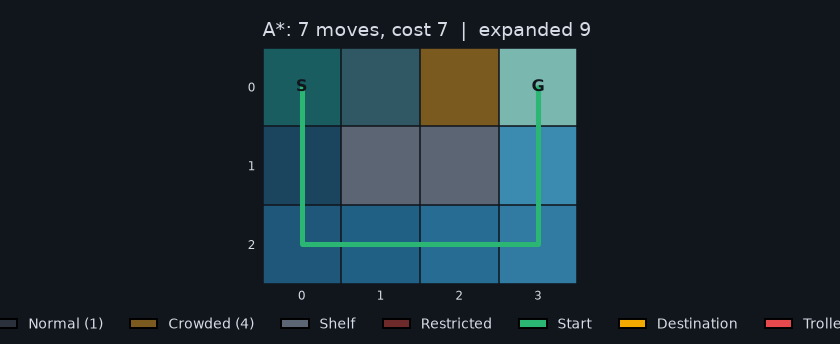 A*: 7 moves, cost 7 | expanded 9
0
S
G
1
2
0 1 2 3
Normal (1) Crowded (4) Shelf Restricted Start Destination Trolle